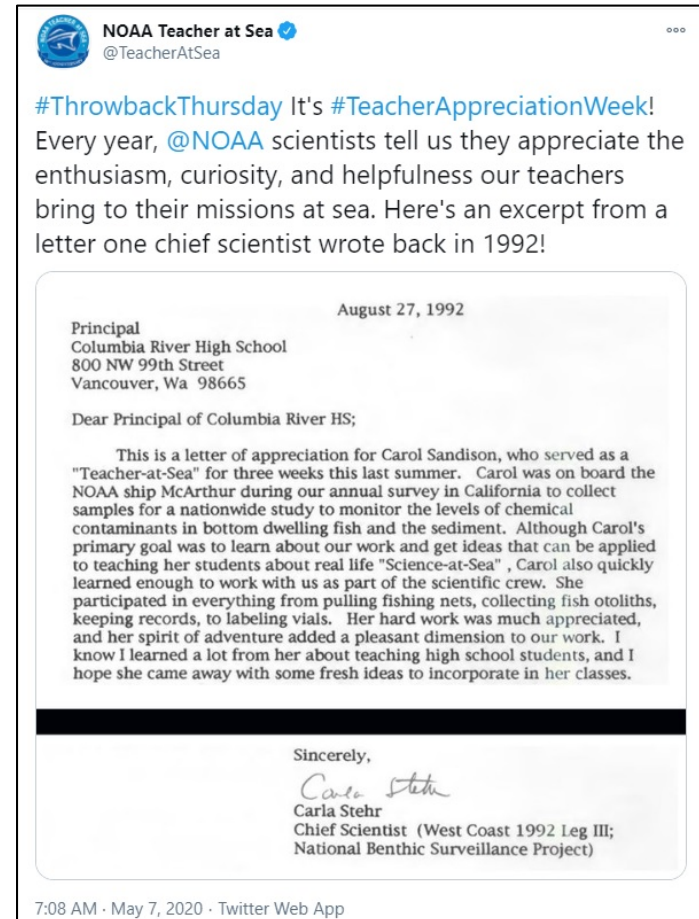 NOAA Teacher at Sea
@TeacherAtSea
#ThrowbackThursday It's #TeacherAppreciationWeek!
Every year, @NOAA scientists tell us they appreciate the
enthusiasm, curiosity, and helpfulness our teachers
bring to their missions at sea. Here's an excerpt from a
letter one chief scientist wrote back in 1992!
August 27, 1992
Principal
Columbia River High School
800 NW 99th Street
Vancouver, Wa 98665
Dear Principal of Columbia River HS;
This is a letter of appreciation for Carol Sandison, who served as a
"Teacher-at-Sea" for three weeks this last summer. Carol was on board the
NOAA ship McArthur during our annual survey in California to collect
samples for a nationwide study to monitor the levels of chemical
contaminants in bottom dwelling fish and the sediment. Although Carol's
primary goal was to learn about our work and get ideas that can be applied
to teaching her students about real life "Science-at-Sea" , Carol also quickly
learned enough to work with us as part of the scientific crew. She
participated in everything from pulling fishing nets, collecting fish otoliths,
keeping records, to labeling vials. Her hard work was much appreciated,
and her spirit of adventure added a pleasant dimension to our work. I
know I learned a lot from her about teaching high school students, and I
hope she came away with some fresh ideas to incorporate in her classes.
Sincerely,
Carla Stehr
Carla Stehr
Chief Scientist (West Coast 1992 Leg III;
National Benthic Surveillance Project)
7:08 AM · May 7, 2020 · Twitter Web App